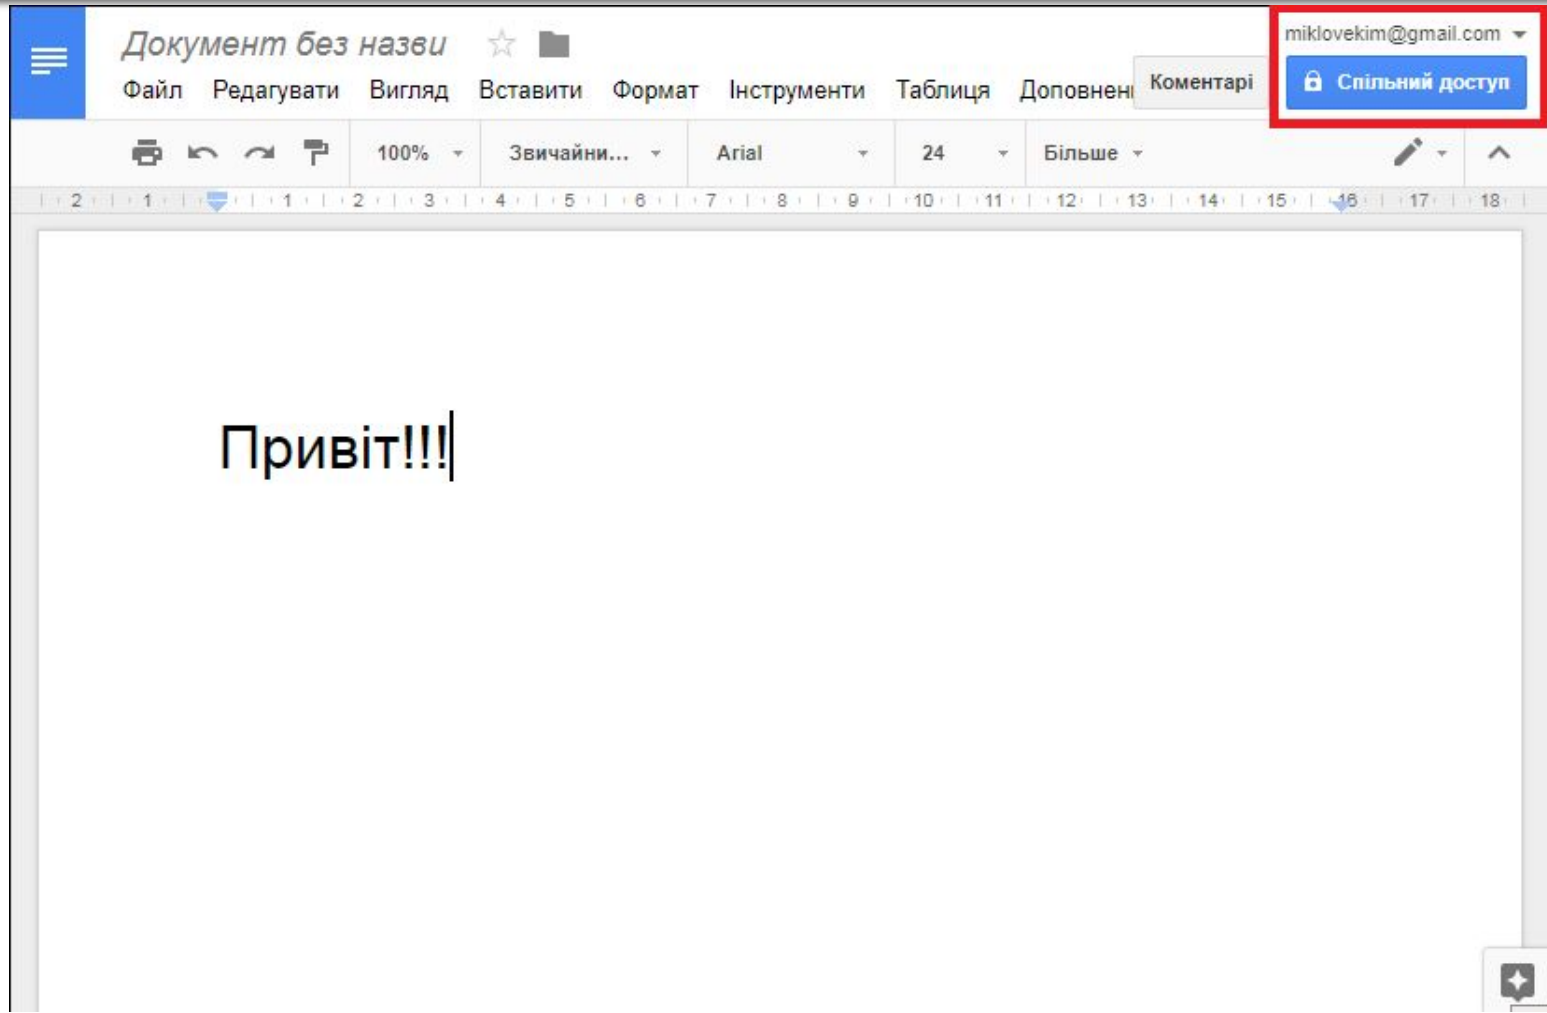 Документ без назви
miklovekim@gmail.com
Файл Редагувати Вигляд Вставити Формат Інструменти Таблиця Доповнен Коментарі Спільний доступ
100% Звичайни... Arial 24 Більше
2 1 1 2 3 4 5 6 7 8 9 10 11 12 13 14 15 16 17 18
Привіт!!!